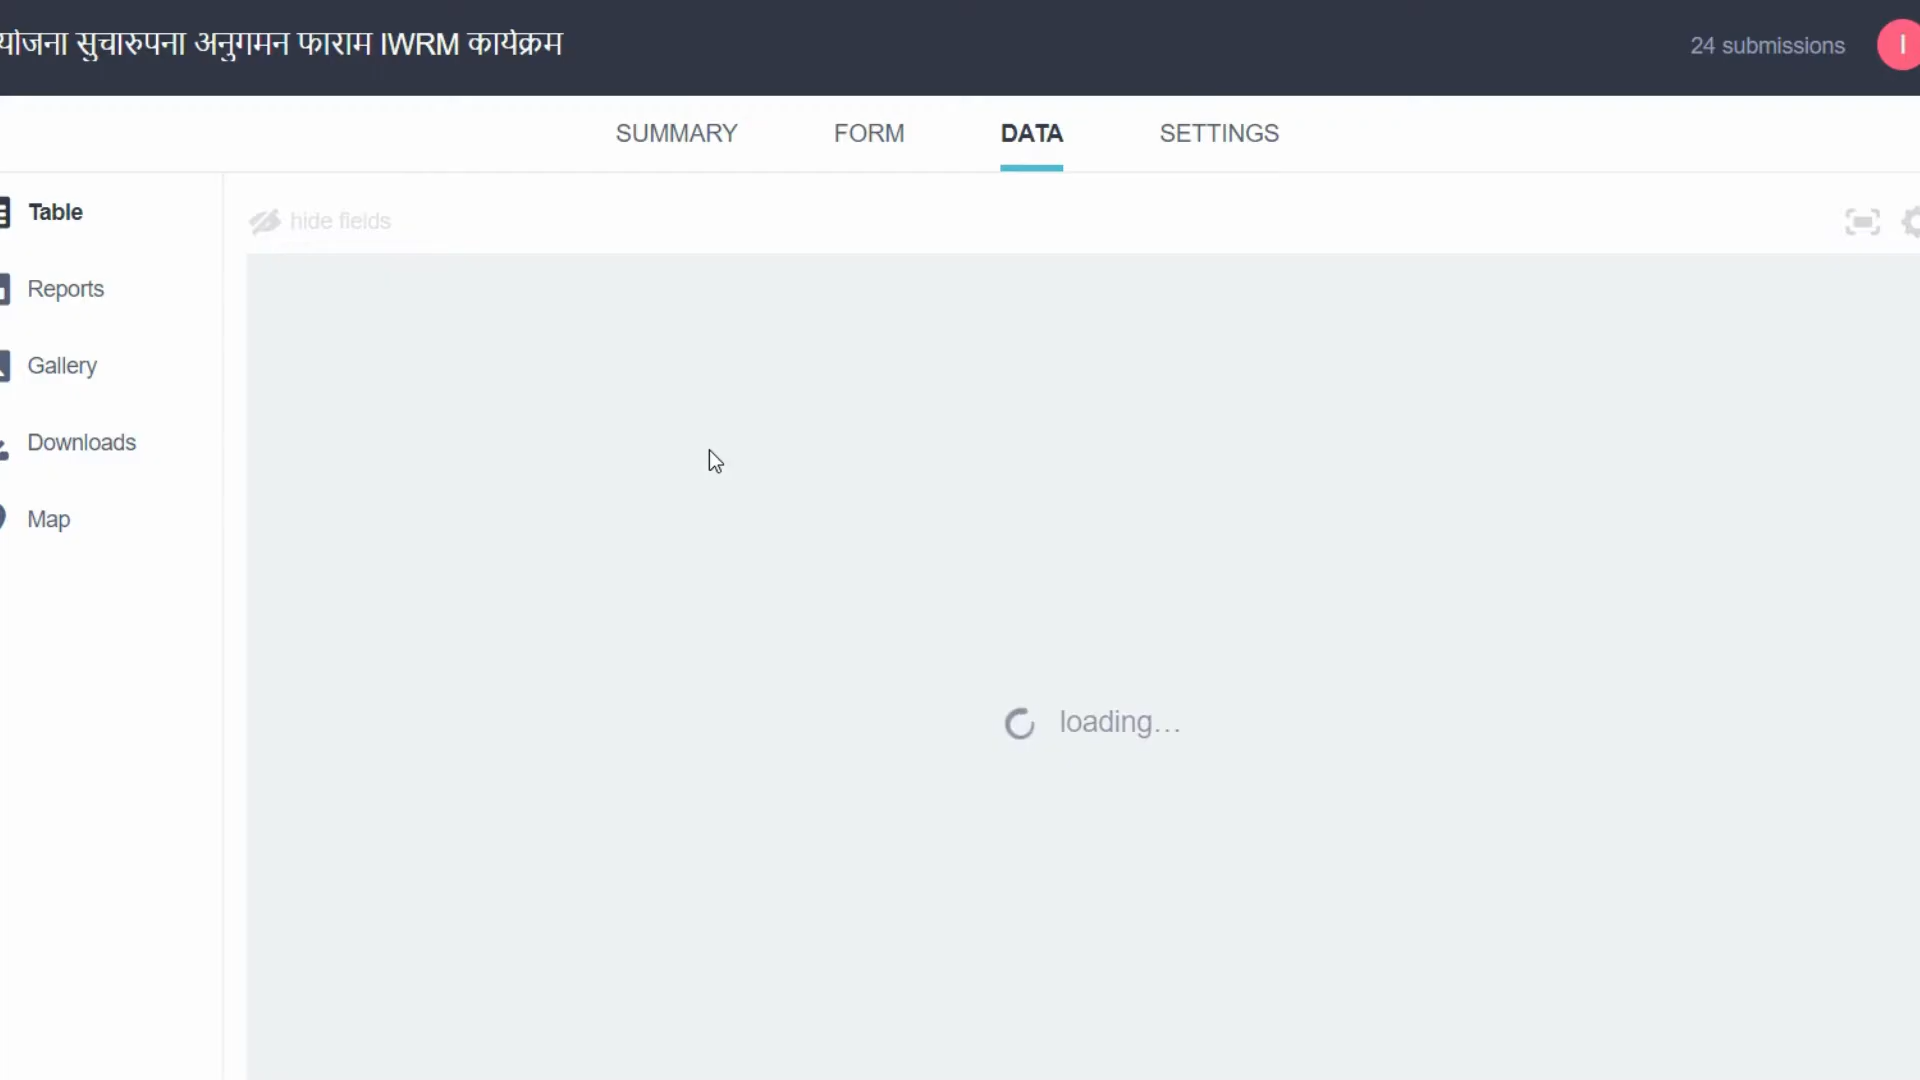 योजना सुचारुपना अनुगमन फाराम IWRM कार्यक्रम
24 submissions
I
SUMMARY
FORM
DATA
SETTINGS
Table
hide fields
Reports
Gallery
Downloads
Map
loading...